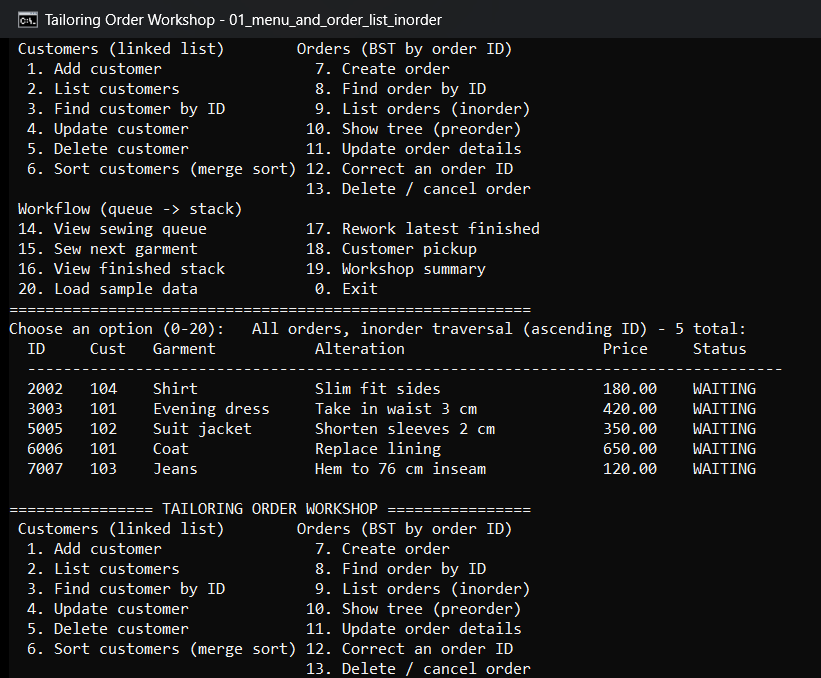 Tailoring Order Workshop - 01_menu_and_order_list_inorder
Customers (linked list)        Orders (BST by order ID)
 1. Add customer                 7. Create order
 2. List customers               8. Find order by ID
 3. Find customer by ID          9. List orders (inorder)
 4. Update customer             10. Show tree (preorder)
 5. Delete customer             11. Update order details
 6. Sort customers (merge sort) 12. Correct an order ID
                                13. Delete / cancel order
Workflow (queue -> stack)
14. View sewing queue           17. Rework latest finished
15. Sew next garment            18. Customer pickup
16. View finished stack         19. Workshop summary
20. Load sample data             0. Exit
==========================================================
Choose an option (0-20):   All orders, inorder traversal (ascending ID) - 5 total:
  ID     Cust   Garment           Alteration                      Price     Status
  ------------------------------------------------------------------------------------
  2002   104    Shirt             Slim fit sides                  180.00    WAITING
  3003   101    Evening dress     Take in waist 3 cm              420.00    WAITING
  5005   102    Suit jacket       Shorten sleeves 2 cm            350.00    WAITING
  6006   101    Coat              Replace lining                  650.00    WAITING
  7007   103    Jeans             Hem to 76 cm inseam             120.00    WAITING
================ TAILORING ORDER WORKSHOP ================
Customers (linked list)        Orders (BST by order ID)
 1. Add customer                 7. Create order
 2. List customers               8. Find order by ID
 3. Find customer by ID          9. List orders (inorder)
 4. Update customer             10. Show tree (preorder)
 5. Delete customer             11. Update order details
 6. Sort customers (merge sort) 12. Correct an order ID
                                13. Delete / cancel order